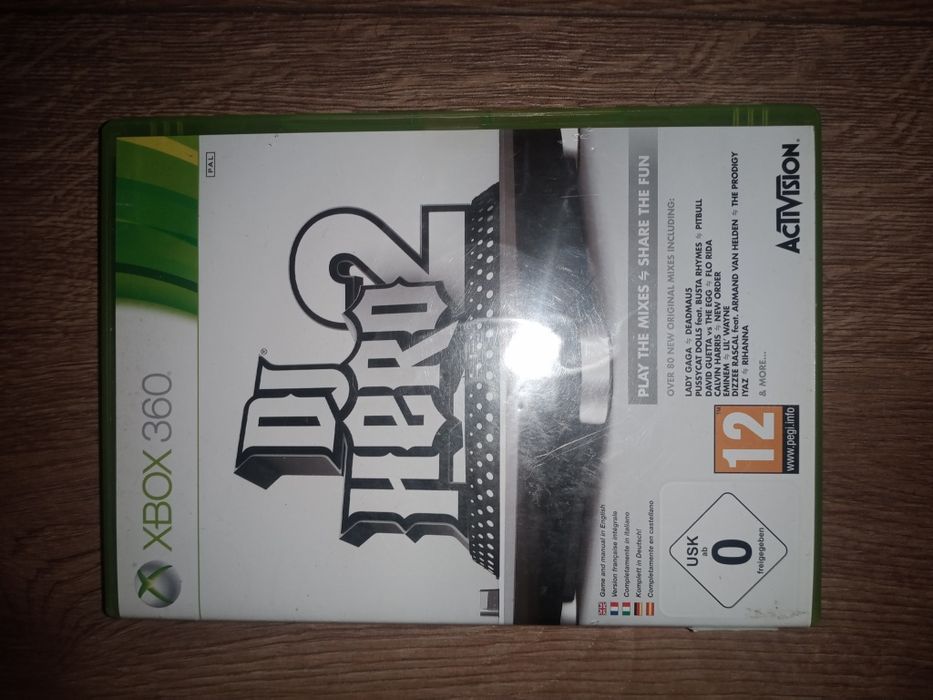 XBOX 360
PAL
DJ
Hero 2
®
PLAY THE MIXES ⇋ SHARE THE FUN
OVER 80 NEW ORIGINAL MIXES INCLUDING:
LADY GAGA ⇋ DEADMAU5
PUSSYCAT DOLLS feat. BUSTA RHYMES ⇋ PITBULL
DAVID GUETTA vs THE EGG ⇋ FLO RIDA
CALVIN HARRIS ⇋ NEW ORDER
EMINEM ⇋ LIL' WAYNE
DIZZEE RASCAL feat. ARMAND VAN HELDEN ⇋ THE PRODIGY
IYAZ ⇋ RIHANNA
& MORE...
Game and manual in English
Version française intégrale
Completamente in italiano
Komplett in Deutsch!
Completamente en castellano
USK
ab
0
freigegeben
12
™
www.pegi.info
ACTIVISION®